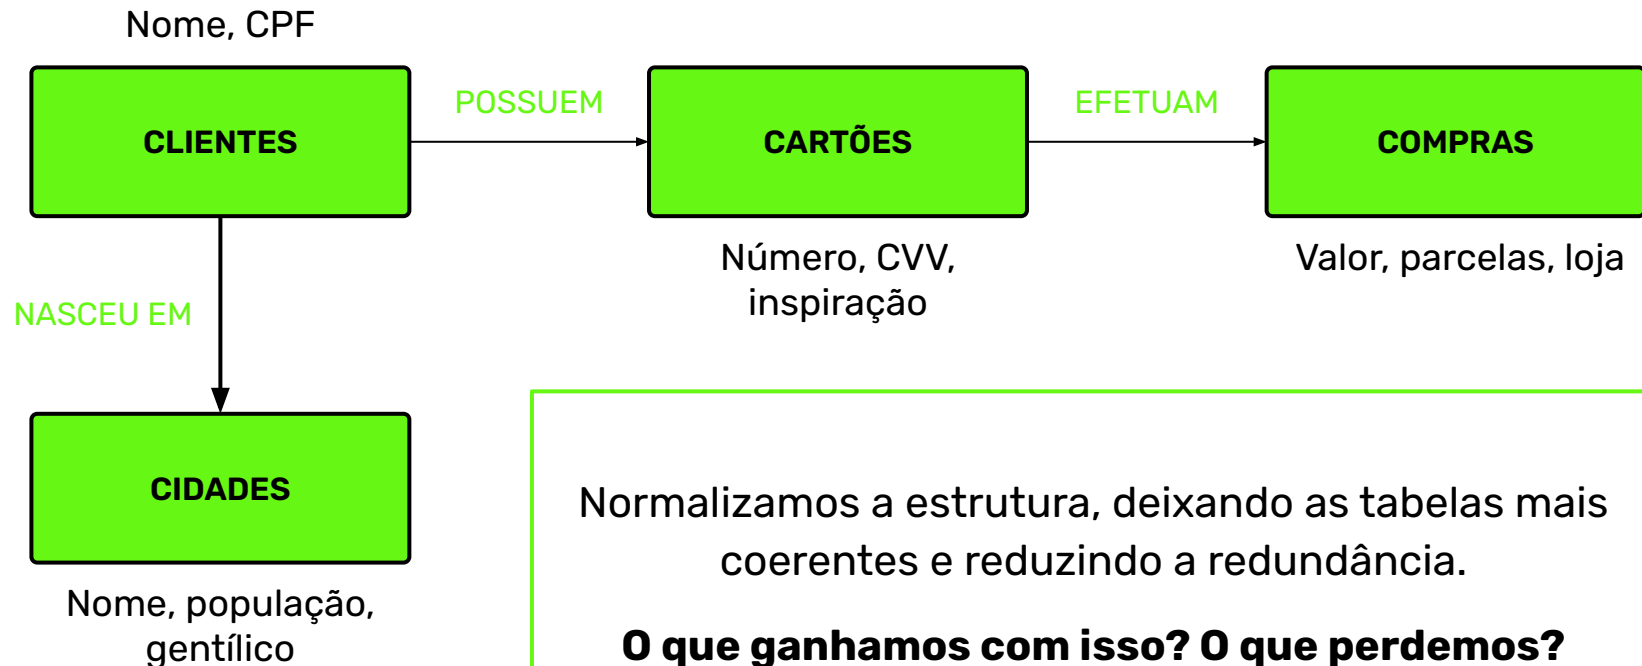 Nome, CPF
CLIENTES
POSSUEM
CARTÕES
EFETUAM
COMPRAS
Número, CVV,
inspiração
Valor, parcelas, loja
NASCEU EM
CIDADES
Nome, população,
gentílico
Normalizamos a estrutura, deixando as tabelas mais
coerentes e reduzindo a redundância.
O que ganhamos com isso? O que perdemos?